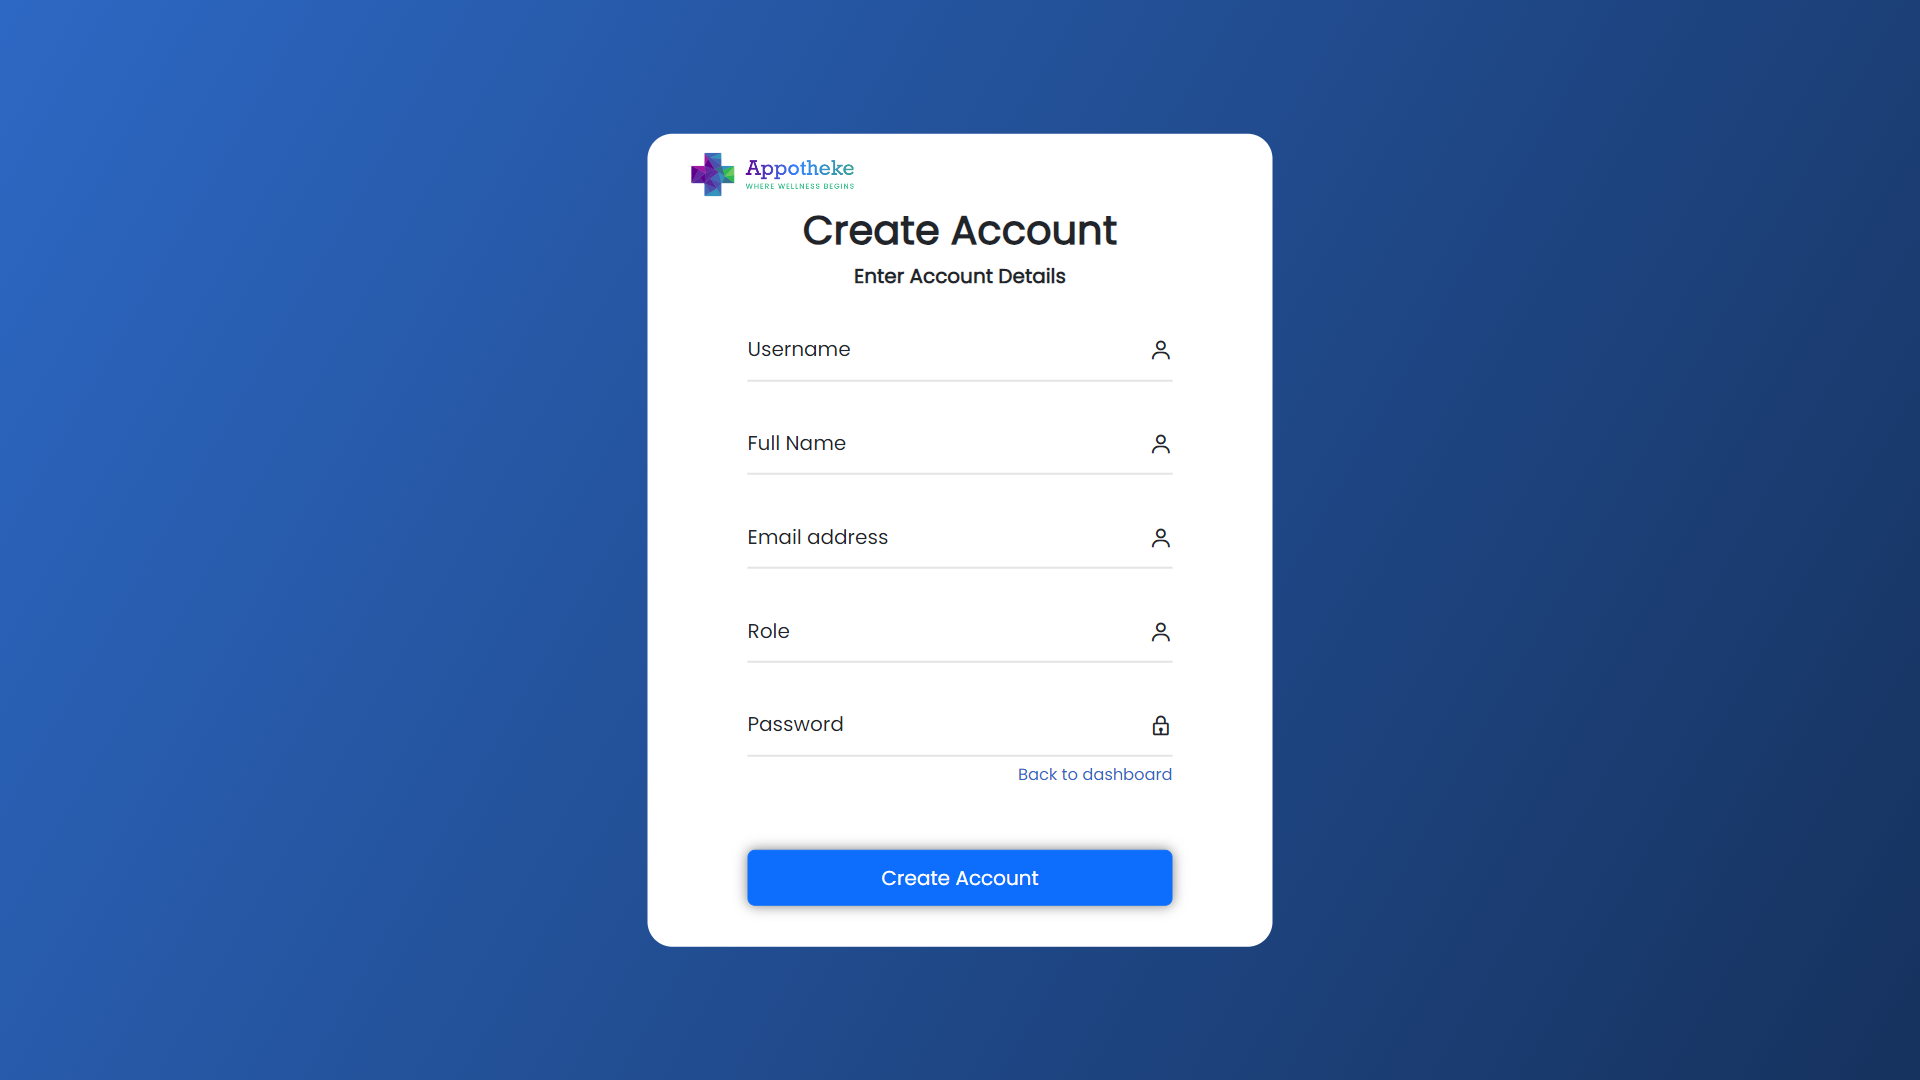 Appotheke
WHERE WELLNESS BEGINS
Create Account
Enter Account Details
Username
Full Name
Email address
Role
Password
Back to dashboard
Create Account